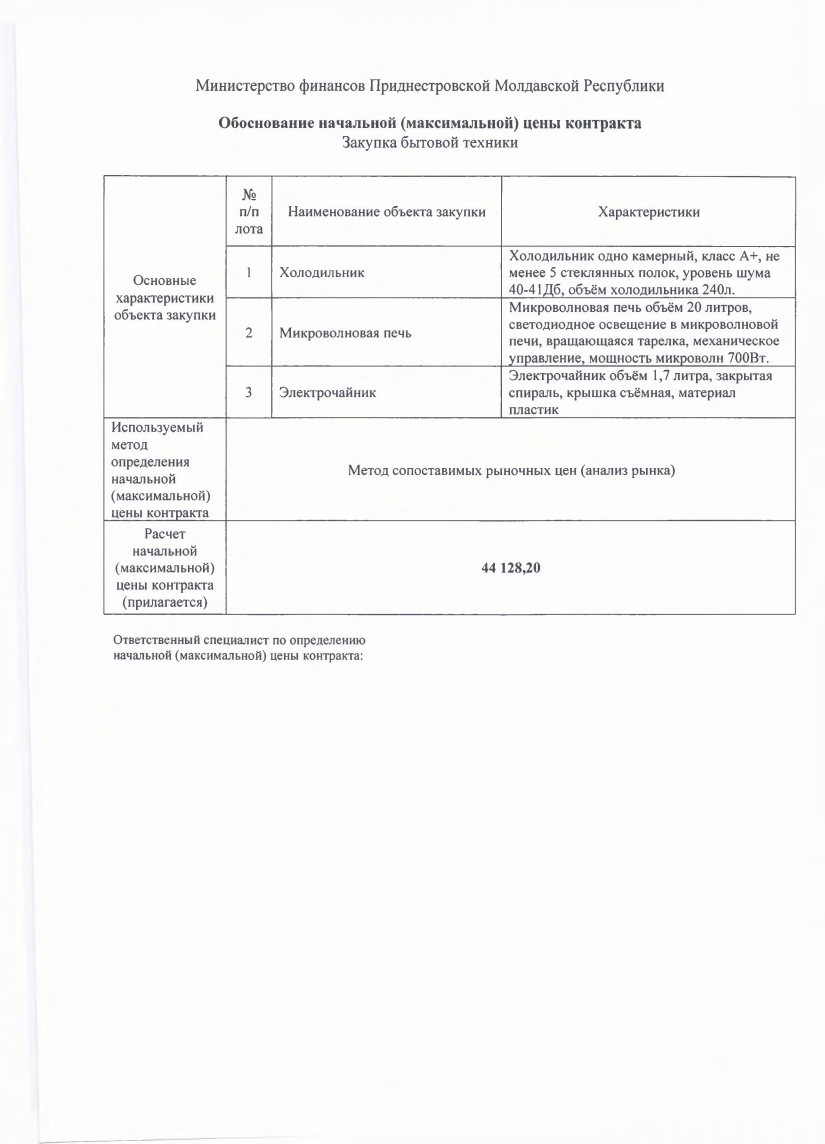 Министерство финансов Приднестровской Молдавской Республики
Обоснование начальной (максимальной) цены контракта
Закупка бытовой техники
Основные
характеристики
объекта закупки
№
п/п
лота
Наименование объекта закупки
Характеристики
1
Холодильник
Холодильник одно камерный, класс А+, не
менее 5 стеклянных полок, уровень шума
40-41Дб, объём холодильника 240л.
2
Микроволновая печь
Микроволновая печь объём 20 литров,
светодиодное освещение в микроволновой
печи, вращающаяся тарелка, механическое
управление, мощность микроволн 700Вт.
3
Электрочайник
Электрочайник объём 1,7 литра, закрытая
спираль, крышка съёмная, материал
пластик
Используемый
метод
определения
начальной
(максимальной)
цены контракта
Метод сопоставимых рыночных цен (анализ рынка)
Расчет
начальной
(максимальной)
цены контракта
(прилагается)
44 128,20
Ответственный специалист по определению
начальной (максимальной) цены контракта: